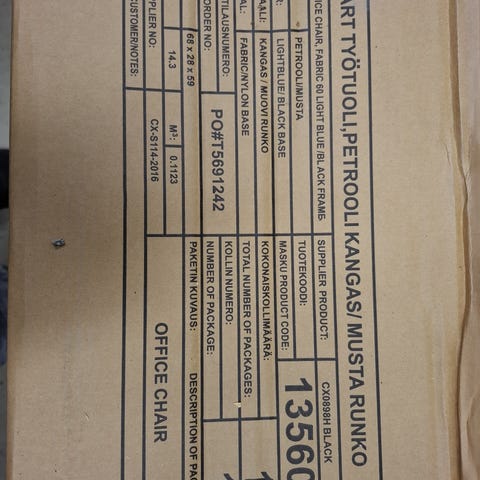 ART TYÖTUOLI,PETROOLI KANGAS/ MUSTA RUNKO
ICE CHAIR, FABRIC 60 LIGHT BLUE /BLACK FRAME
SUPPLIER PRODUCT:
CX0898H BLACK
PETROOLI/MUSTA
LIGHTBLUE/ BLACK BASE
TUOTEKOODI:
MASKU PRODUCT CODE:
13560
KANGAS / MUOVI RUNKO
FABRIC/NYLON BASE
KOKONAISKOLLIMÄÄRÄ:
TOTAL NUMBER OF PACKAGES:
TILAUSNUMERO:
ORDER NO:
PO#T5691242
KOLLIN NUMERO:
NUMBER OF PACKAGE:
68 x 28 x 59
PAKETIN KUVAUS:
DESCRIPTION OF PAC
14.3
M³:
0.1123
OFFICE CHAIR
PLIER NO:
CX-S114-2016
CUSTOMER/NOTES: